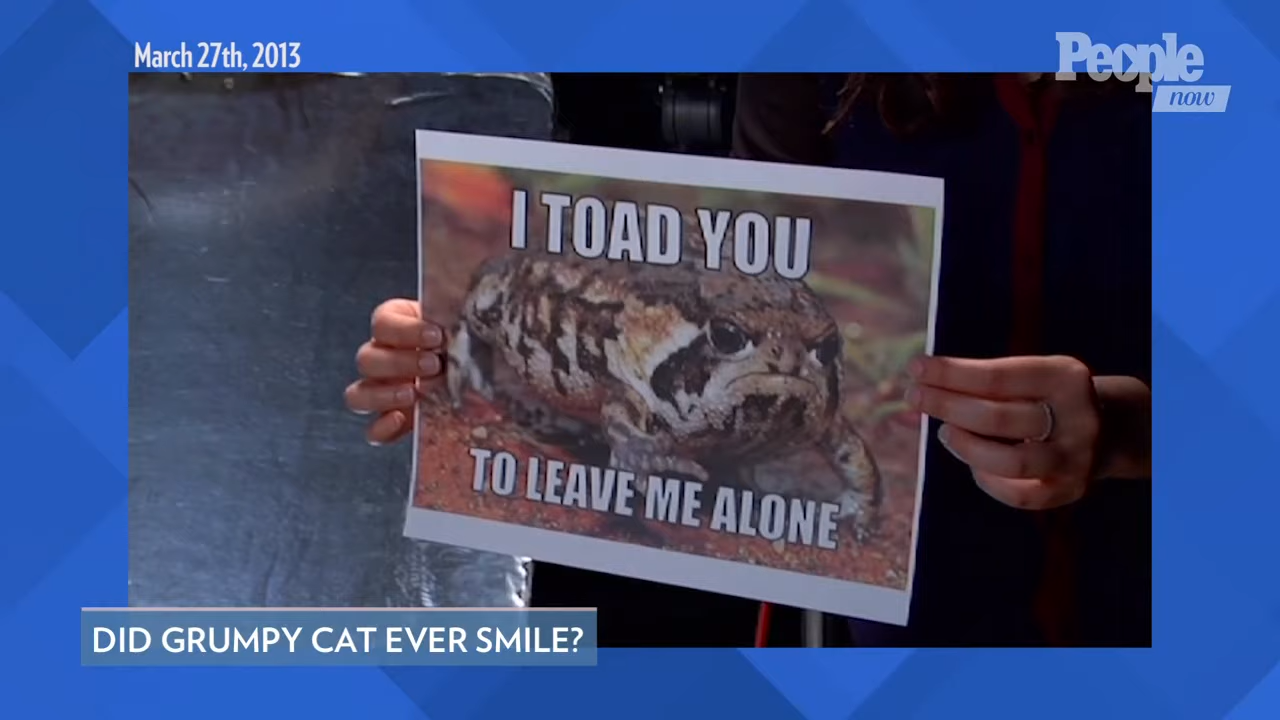 March 27th, 2013
People
now
I TOAD YOU
TO LEAVE ME ALONE
DID GRUMPY CAT EVER SMILE?